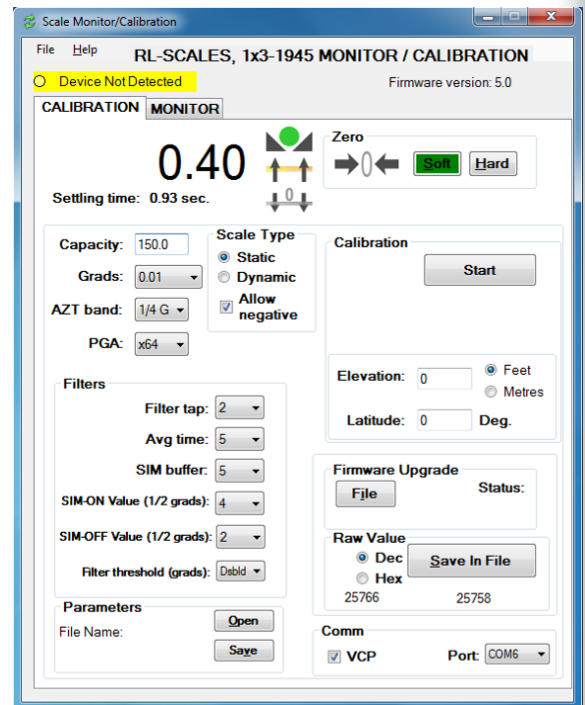 Scale Monitor/Calibration
File Help
RL-SCALES, 1x3-1945 MONITOR / CALIBRATION
Device Not Detected
Firmware version: 5.0
CALIBRATION MONITOR
0.40
Settling time: 0.93 sec.
0
Zero
0
Soft Hard
Capacity: 150.0
Grads: 0.01
AZT band: 1/4 G
PGA: x64
Scale Type
Static
Dynamic
Allow
negative
Calibration
Start
Elevation: 0
Feet
Metres
Latitude: 0 Deg.
Filters
Filter tap: 2
Avg time: 5
SIM buffer: 5
SIM-ON Value (1/2 grads): 4
SIM-OFF Value (1/2 grads): 2
Filter threshold (grads): Dsbld
Firmware Upgrade
File Status:
Raw Value
Dec
Hex
Save In File
25766 25758
Parameters
File Name:
Open
Save
Comm
VCP Port: COM6